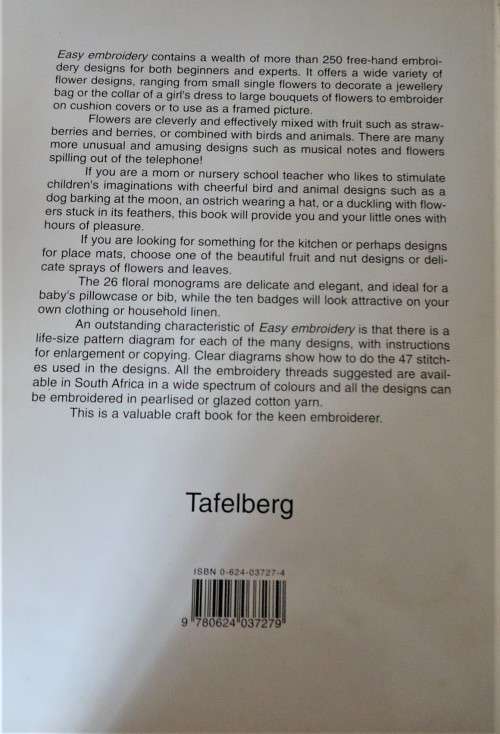 Easy embroidery contains a wealth of more than 250 free-hand embroi-
dery designs for both beginners and experts. It offers a wide variety of
flower designs, ranging from small single flowers to decorate a jewellery
bag or the collar of a girl's dress to large bouquets of flowers to embroider
on cushion covers or to use as a framed picture.
Flowers are cleverly and effectively mixed with fruit such as straw-
berries and berries, or combined with birds and animals. There are many
more unusual and amusing designs such as musical notes and flowers
spilling out of the telephone!
If you are a mom or nursery school teacher who likes to stimulate
children's imaginations with cheerful bird and animal designs such as a
dog barking at the moon, an ostrich wearing a hat, or a duckling with flow-
ers stuck in its feathers, this book will provide you and your little ones with
hours of pleasure.
If you are looking for something for the kitchen or perhaps designs
for place mats, choose one of the beautiful fruit and nut designs or deli-
cate sprays of flowers and leaves.
The 26 floral monograms are delicate and elegant, and ideal for a
baby's pillowcase or bib, while the ten badges will look attractive on your
own clothing or household linen.
An outstanding characteristic of Easy embroidery is that there is a
life-size pattern diagram for each of the many designs, with instructions
for enlargement or copying. Clear diagrams show how to do the 47 stitch-
es used in the designs. All the embroidery threads suggested are avail-
able in South Africa in a wide spectrum of colours and all the designs can
be embroidered in pearlised or glazed cotton yarn.
This is a valuable craft book for the keen embroiderer.
Tafelberg
ISBN 0-624-03727-4
9 780624 037279